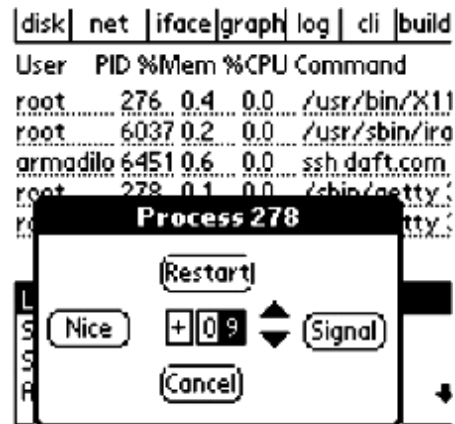 disk net iface graph log cli build
User PID %Mem %CPU Command
root 276 0.4 0.0 /usr/bin/X11
root 6037 0.2 0.0 /usr/sbin/ira
armadilo 6451 0.6 0.0 ssh daft.com
root 278 0.1 0.0 /sbin/getty
Process 278
Restart
Nice + 0 9 Signal
Cancel